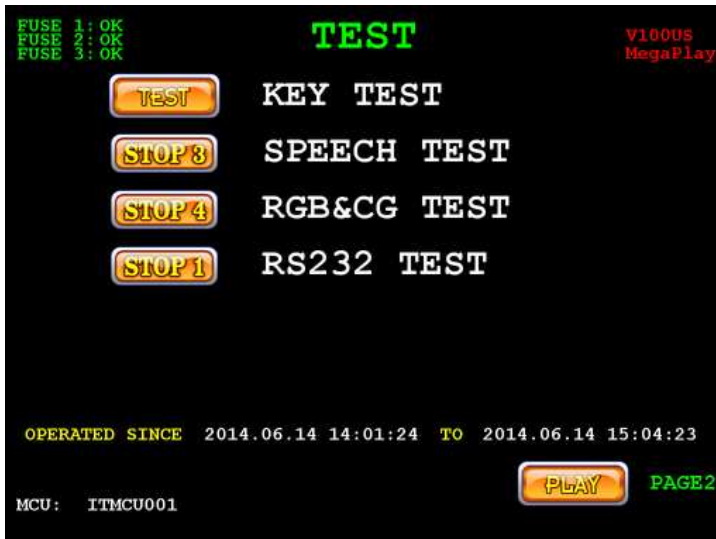 FUSE 1:OK
FUSE 2:OK
FUSE 3:OK
TEST
V100US
MegaPlay
TEST KEY TEST
STOP 3 SPEECH TEST
STOP 4 RGB&CG TEST
STOP 1 RS232 TEST
OPERATED SINCE 2014.06.14 14:01:24 TO 2014.06.14 15:04:23
PLAY PAGE2
MCU: ITMCU001